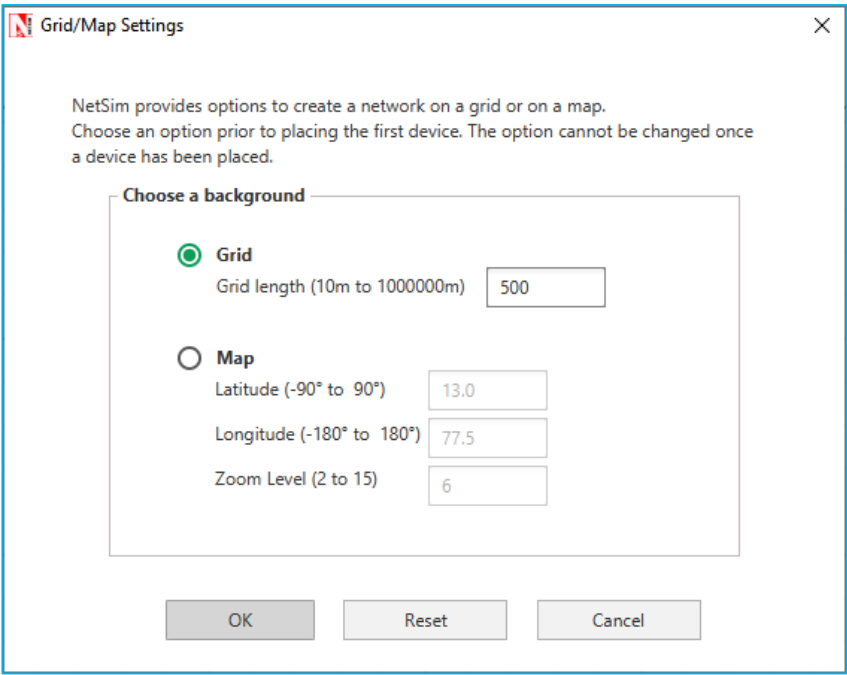 Grid/Map Settings
NetSim provides options to create a network on a grid or on a map.
Choose an option prior to placing the first device. The option cannot be changed once
a device has been placed.
Choose a background
Grid
Grid length (10m to 1000000m) 500
Map
Latitude (-90° to 90°) 13.0
Longitude (-180° to 180°) 77.5
Zoom Level (2 to 15) 6
OK Reset Cancel